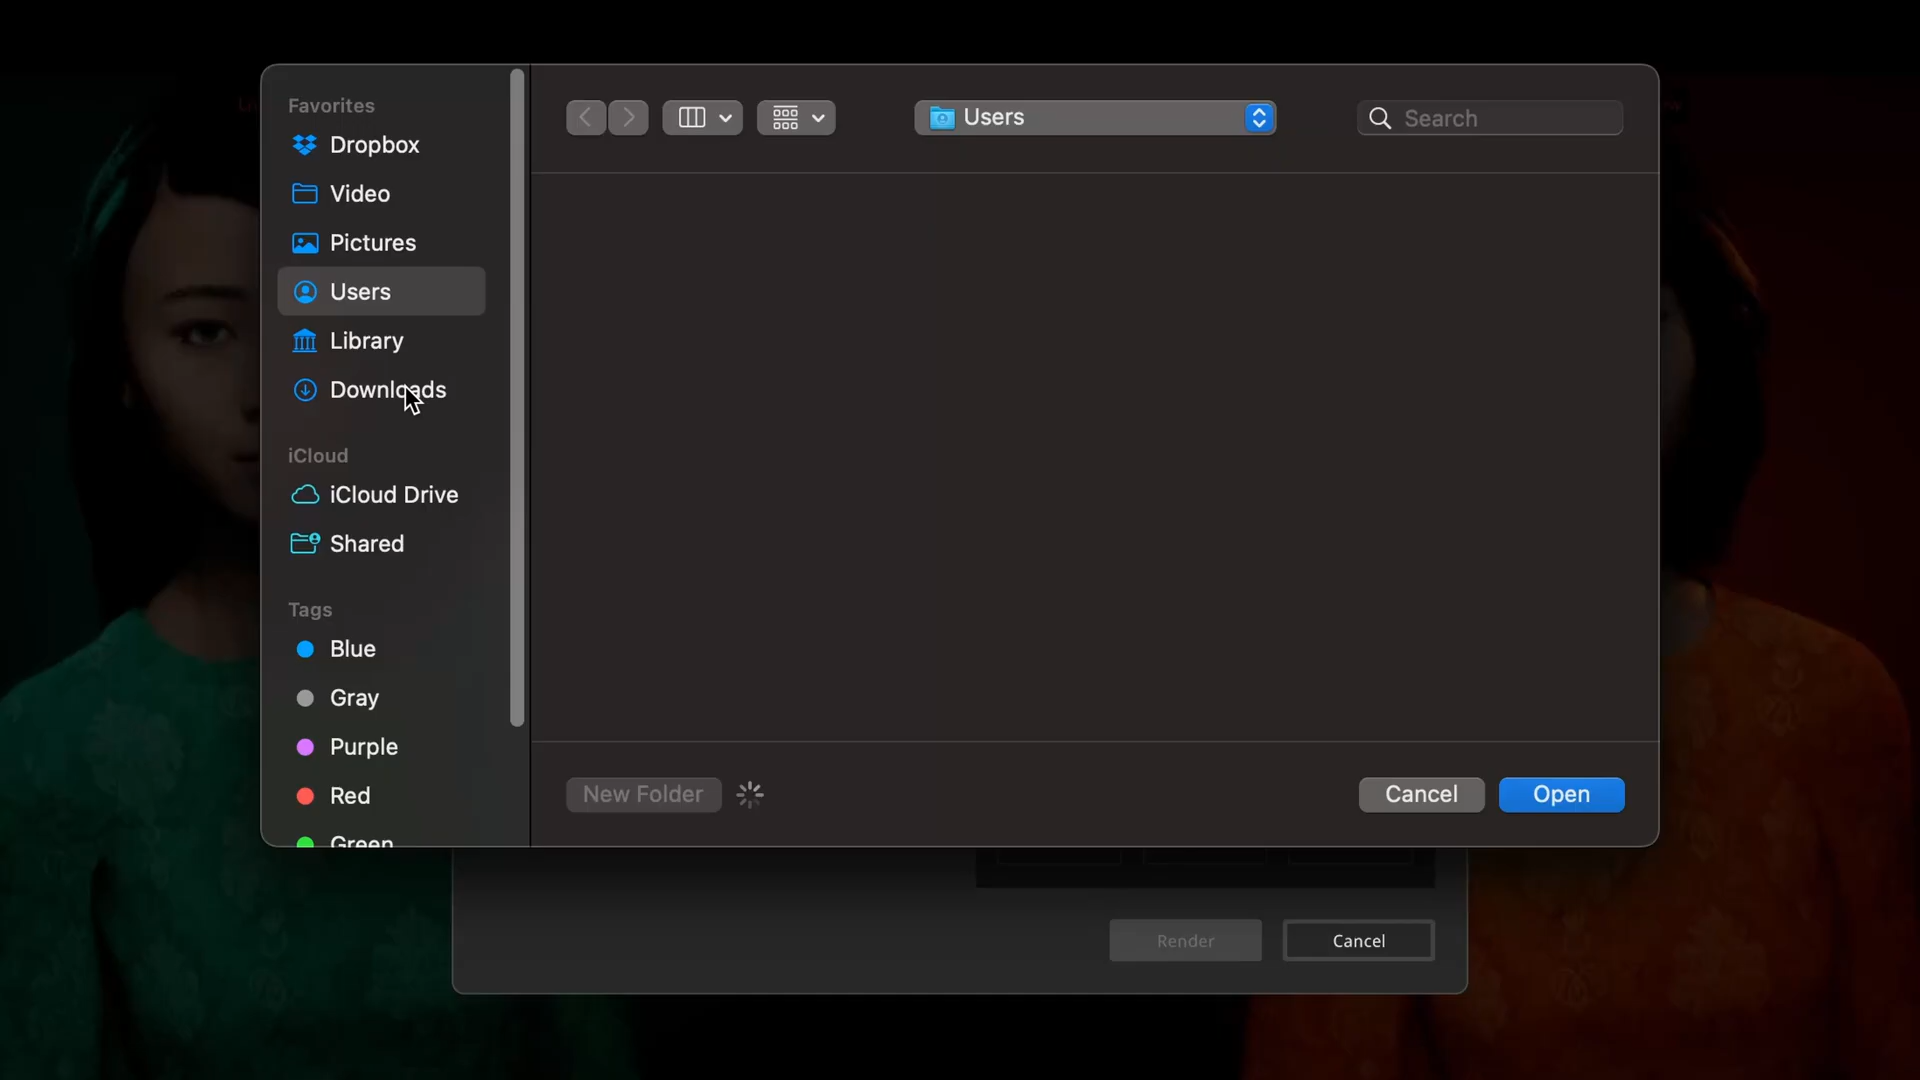 Favorites
Dropbox
Video
Pictures
Users
Library
Downloads
iCloud
iCloud Drive
Shared
Tags
Blue
Gray
Purple
Red
Green
Users
Search
New Folder
Cancel
Open
Render
Cancel